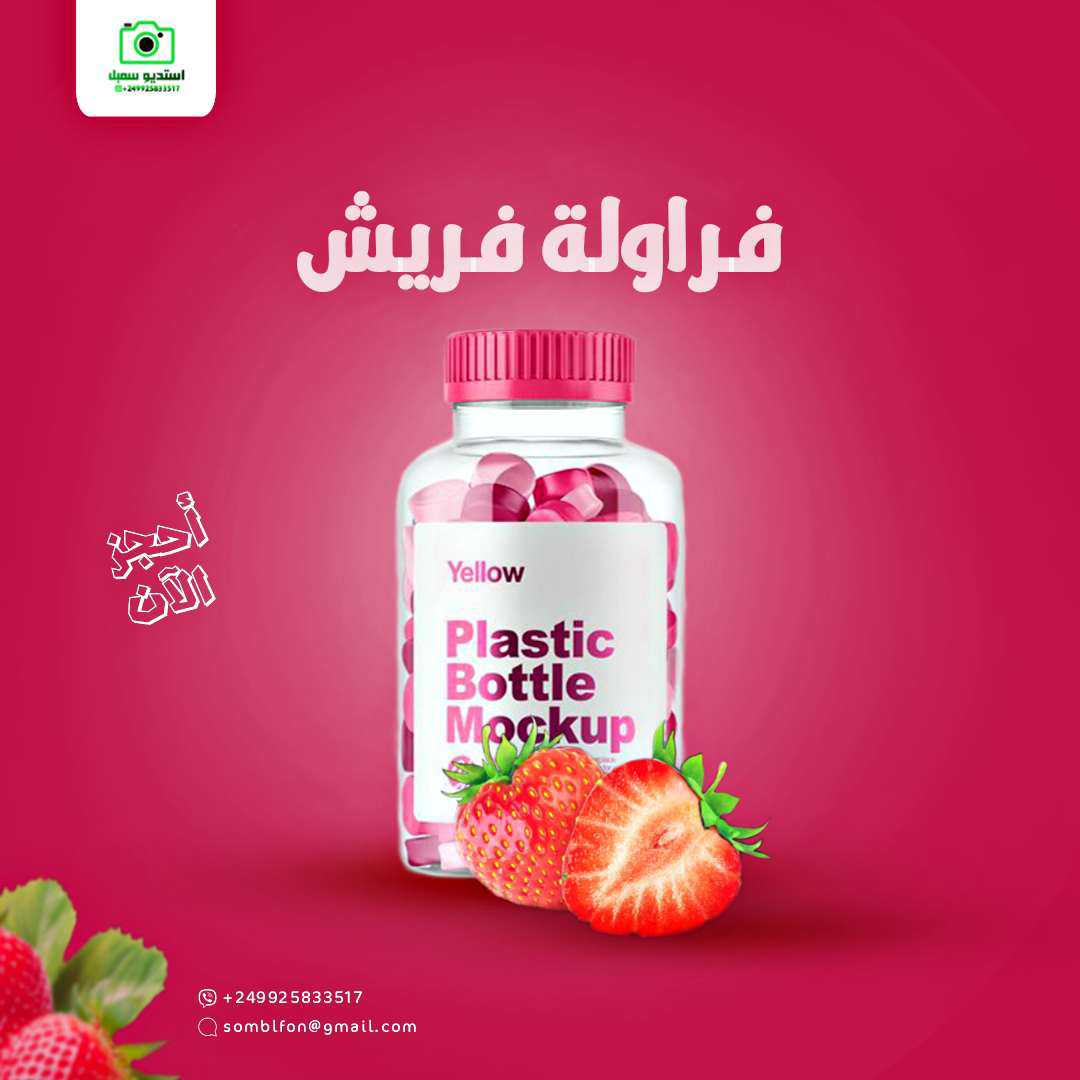 استديو سمبل
+249925833517
فراولة فريش
أحجز
الآن
Yellow
Plastic
Bottle
Mockup
+249925833517
somblfon@gmail.com